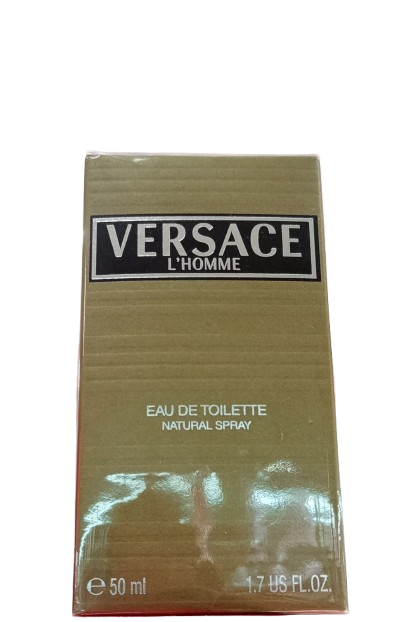 VERSACE
L'HOMME
EAU DE TOILETTE
NATURAL SPRAY
℮ 50 ml 1.7 US FL.OZ.